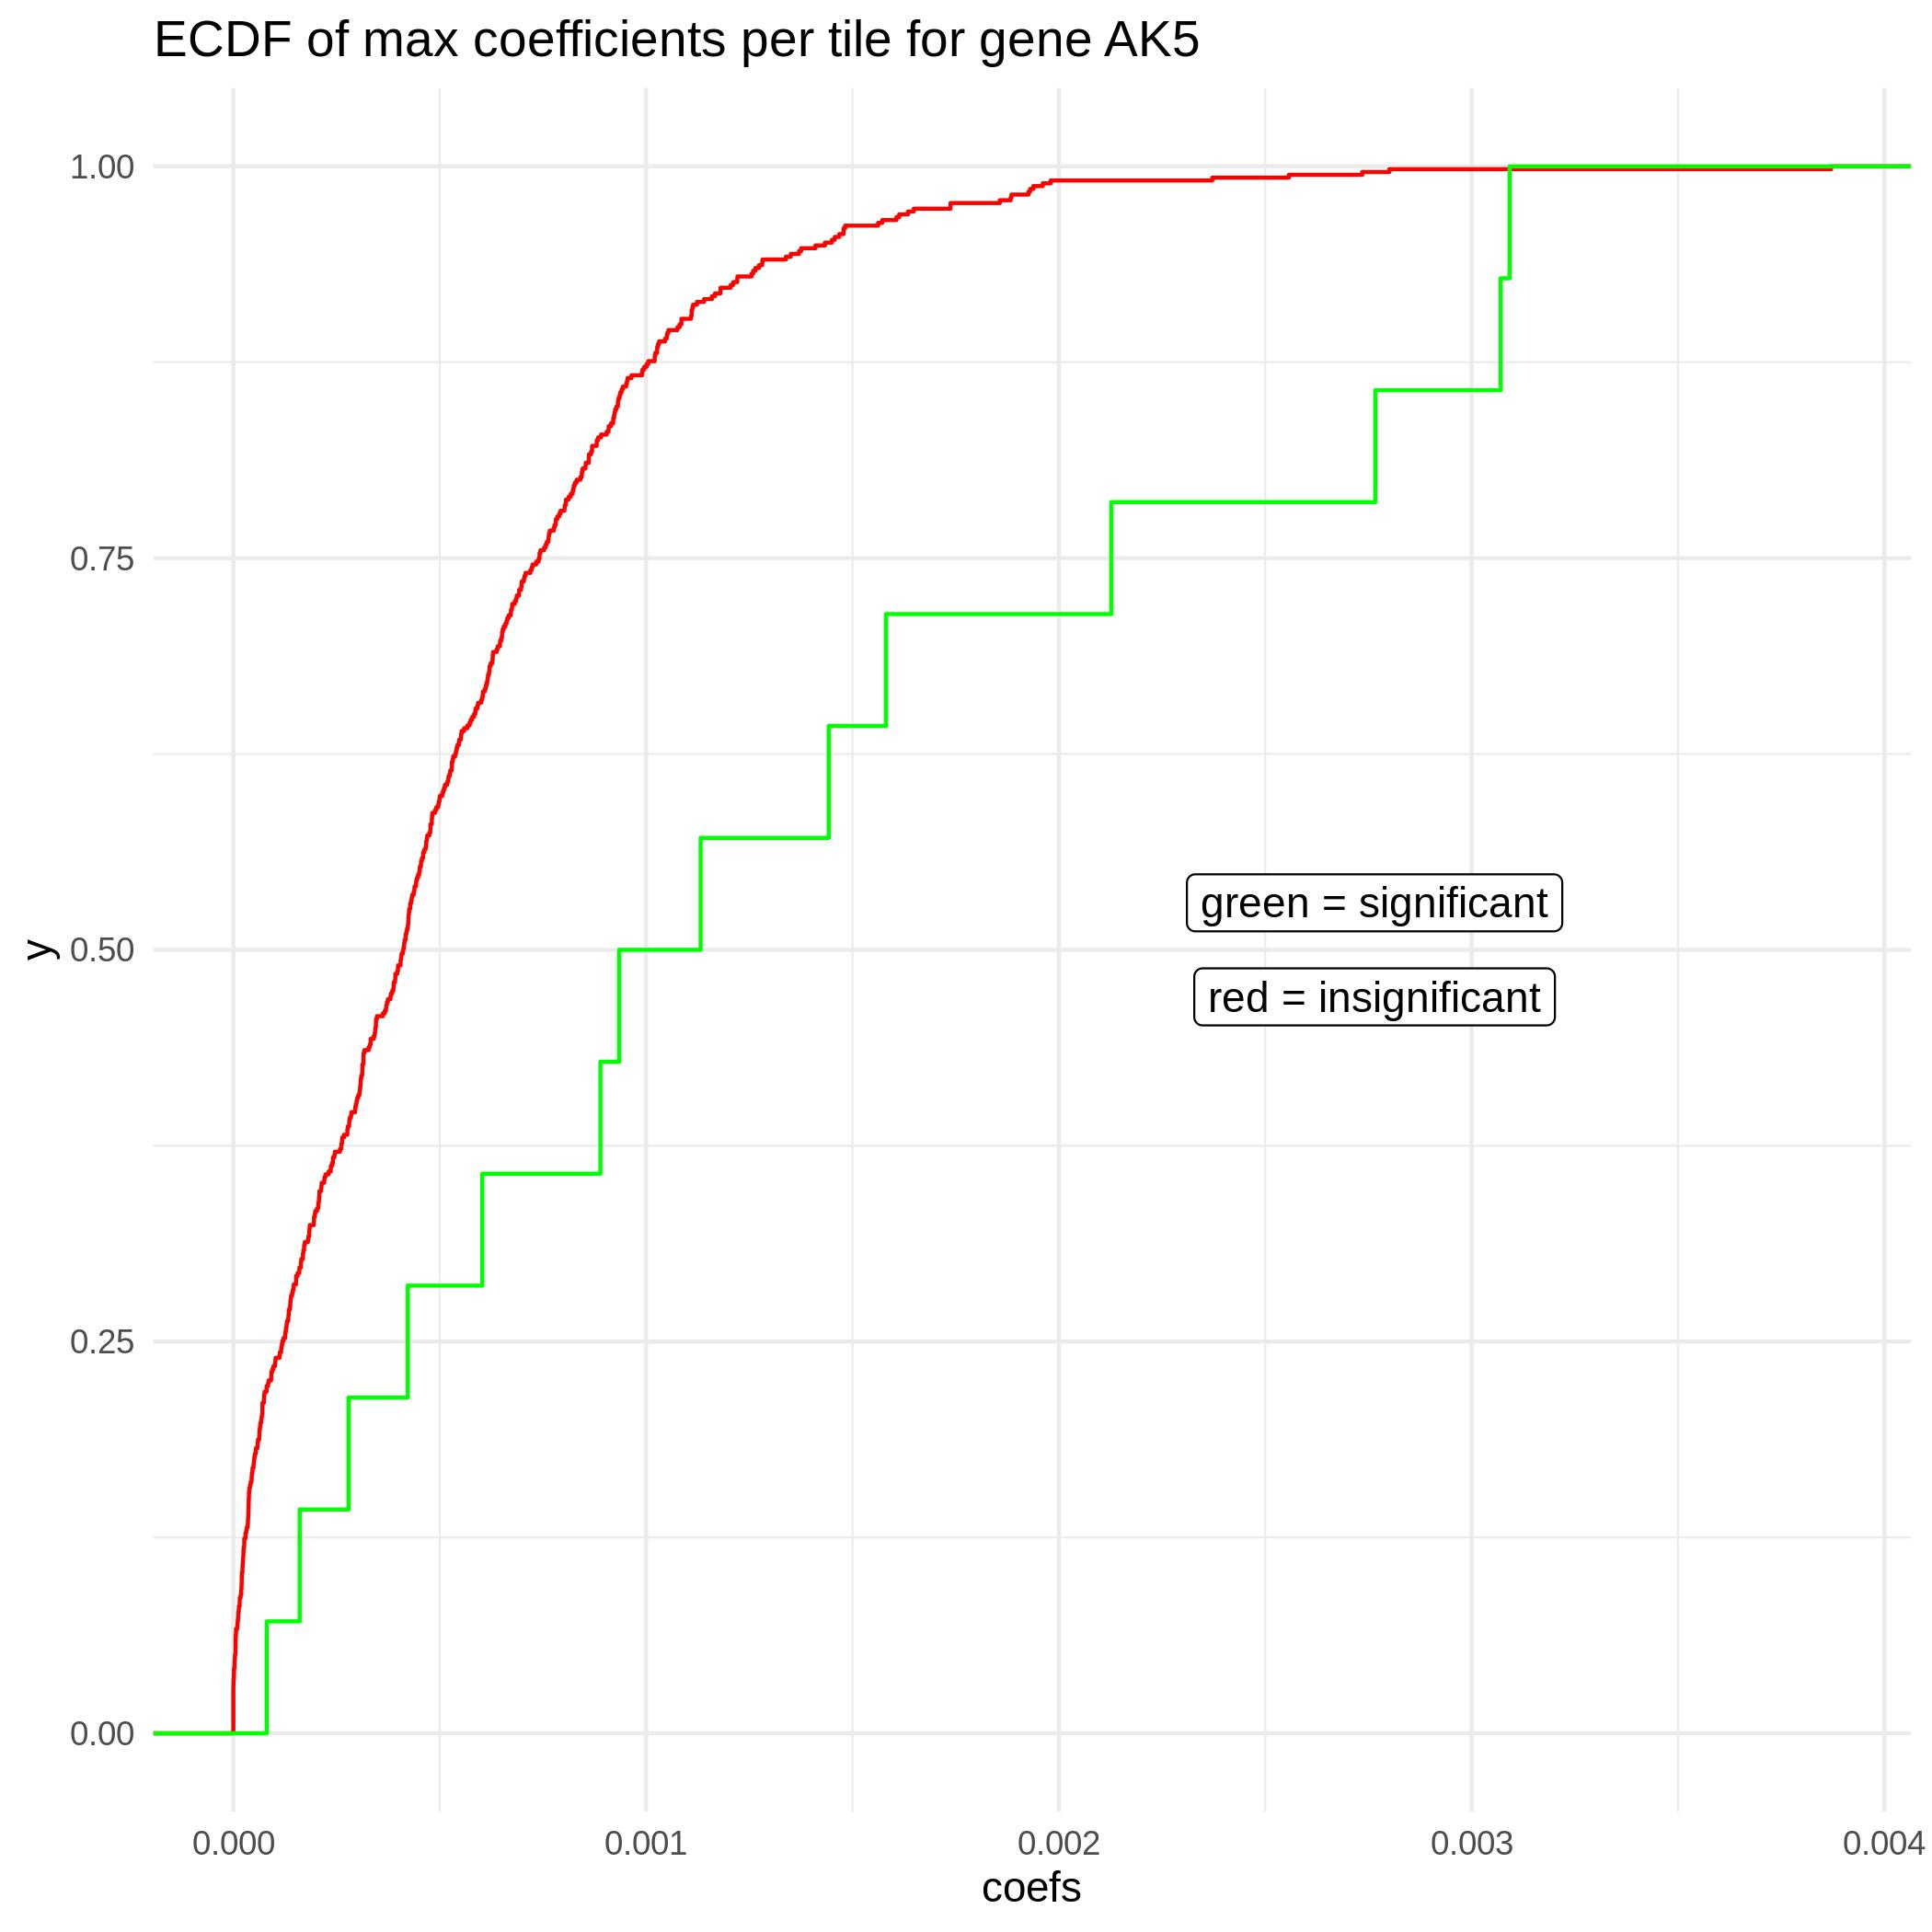 ECDF of max coefficients per tile for gene AK5
1.00
0.75
0.50
0.25
0.00
y
green = significant
red = insignificant
0.000
0.001
0.002
0.003
0.004
coefs